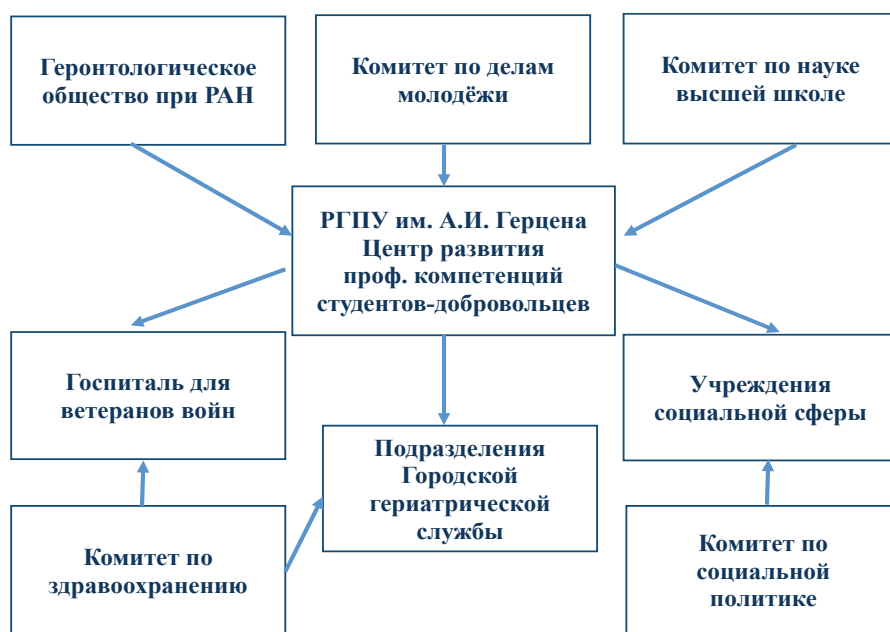 Геронтологическое
общество при РАН
Комитет по делам
молодёжи
Комитет по науке
высшей школе
РГПУ им. А.И. Герцена
Центр развития
проф. компетенций
студентов-добровольцев
Госпиталь для
ветеранов войн
Подразделения
Городской
гериатрической
службы
Учреждения
социальной сферы
Комитет по
здравоохранению
Комитет по
социальной
политике